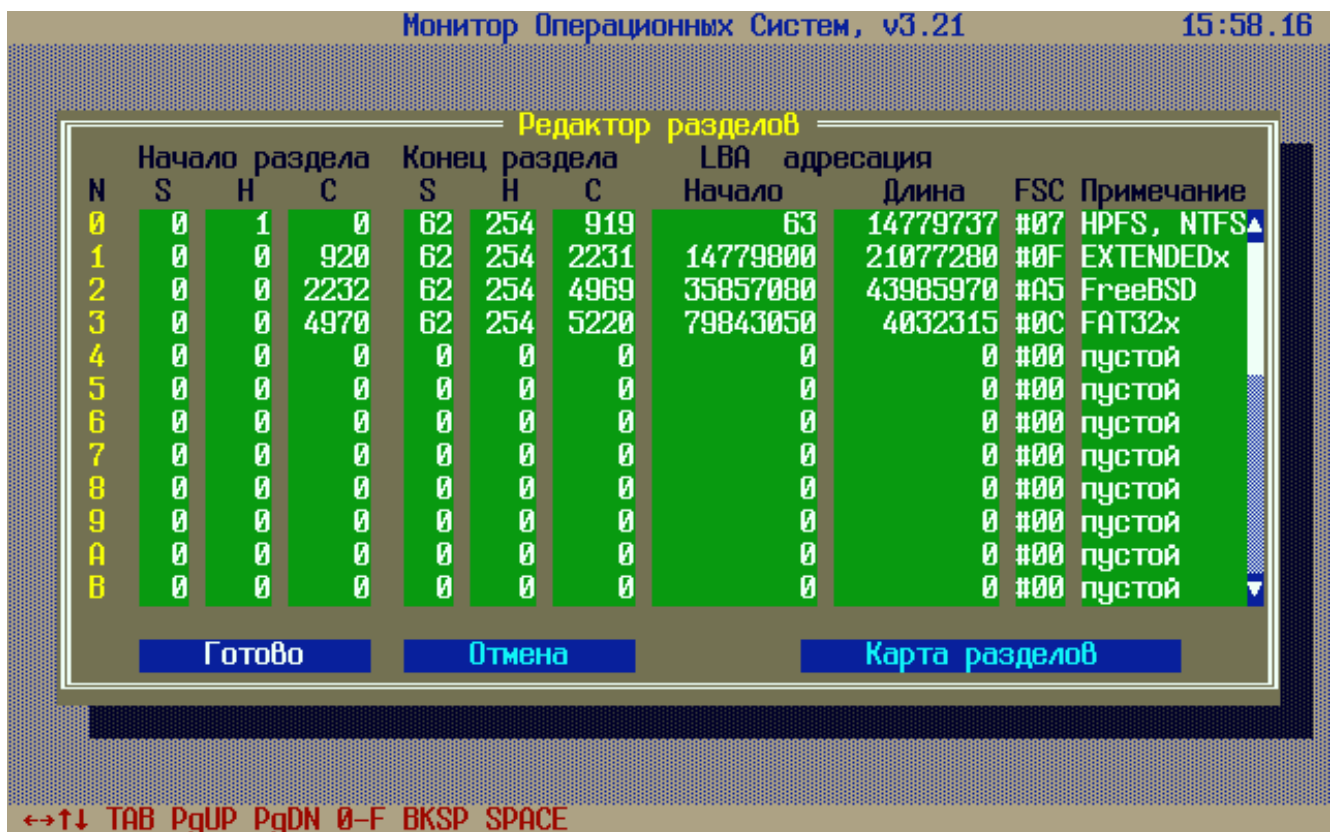 Монитор Операционных Систем, v3.21 15:58.16
Редактор разделов
Начало раздела Конец раздела LBA адресация
N S H C S H C Начало Длина FSC Примечание
0 0 1 0 62 254 919 63 14779737 #07 HPFS, NTFS
1 0 0 920 62 254 2231 14779800 21077280 #0F EXTENDEDx
2 0 0 2232 62 254 4969 35857080 43985970 #A5 FreeBSD
3 0 0 4970 62 254 5220 79843050 4032315 #0C FAT32x
4 0 0 0 0 0 0 0 0 #00 пустой
5 0 0 0 0 0 0 0 0 #00 пустой
6 0 0 0 0 0 0 0 0 #00 пустой
7 0 0 0 0 0 0 0 0 #00 пустой
8 0 0 0 0 0 0 0 0 #00 пустой
9 0 0 0 0 0 0 0 0 #00 пустой
A 0 0 0 0 0 0 0 0 #00 пустой
B 0 0 0 0 0 0 0 0 #00 пустой
Готово Отмена Карта разделов
←→↑↓ TAB PgUP PgDN 0-F BKSP SPACE